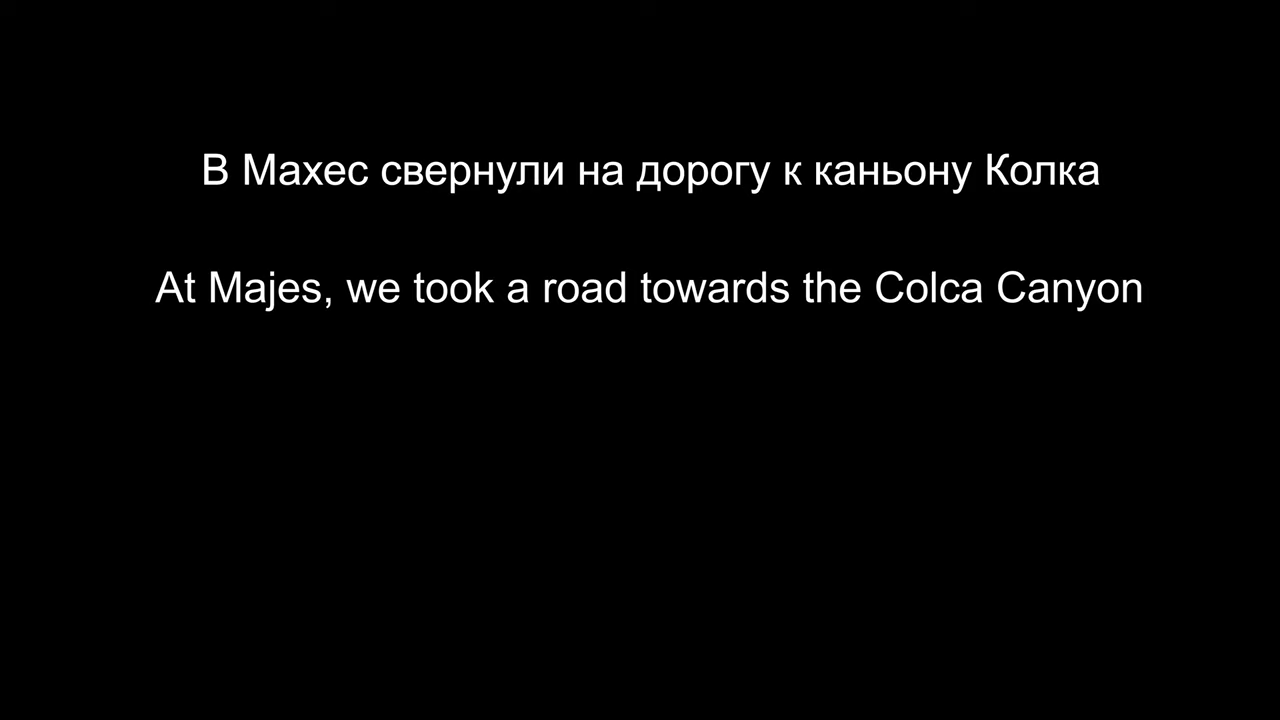 В Махес свернули на дорогу к каньону Колка
At Majes, we took a road towards the Colca Canyon